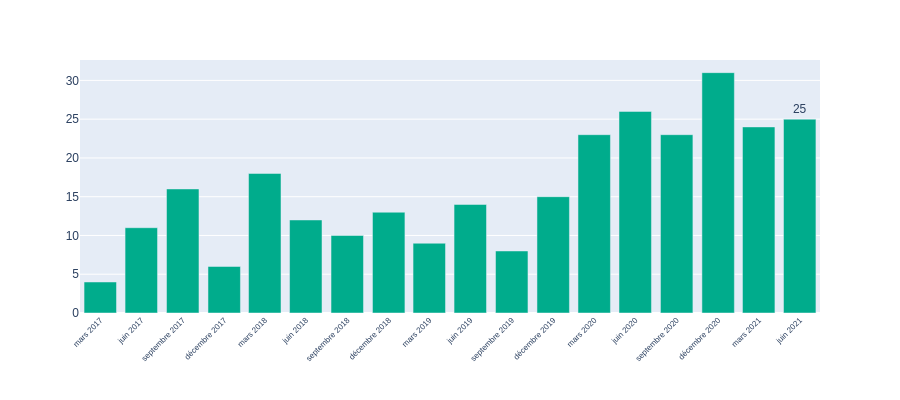 30
25
20
15
10
5
0
25
mars 2017
juin 2017
septembre 2017
décembre 2017
mars 2018
juin 2018
septembre 2018
décembre 2018
mars 2019
juin 2019
septembre 2019
décembre 2019
mars 2020
juin 2020
septembre 2020
décembre 2020
mars 2021
juin 2021